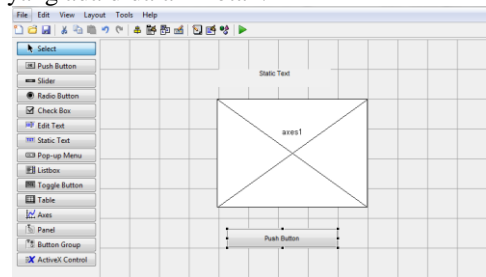 File Edit View Layout Tools Help
Select
Push Button
Slider
Radio Button
Check Box
Edit Text
Static Text
Pop-up Menu
Listbox
Toggle Button
Table
Axes
Panel
Button Group
ActiveX Control
Static Text
axes1
Push Button